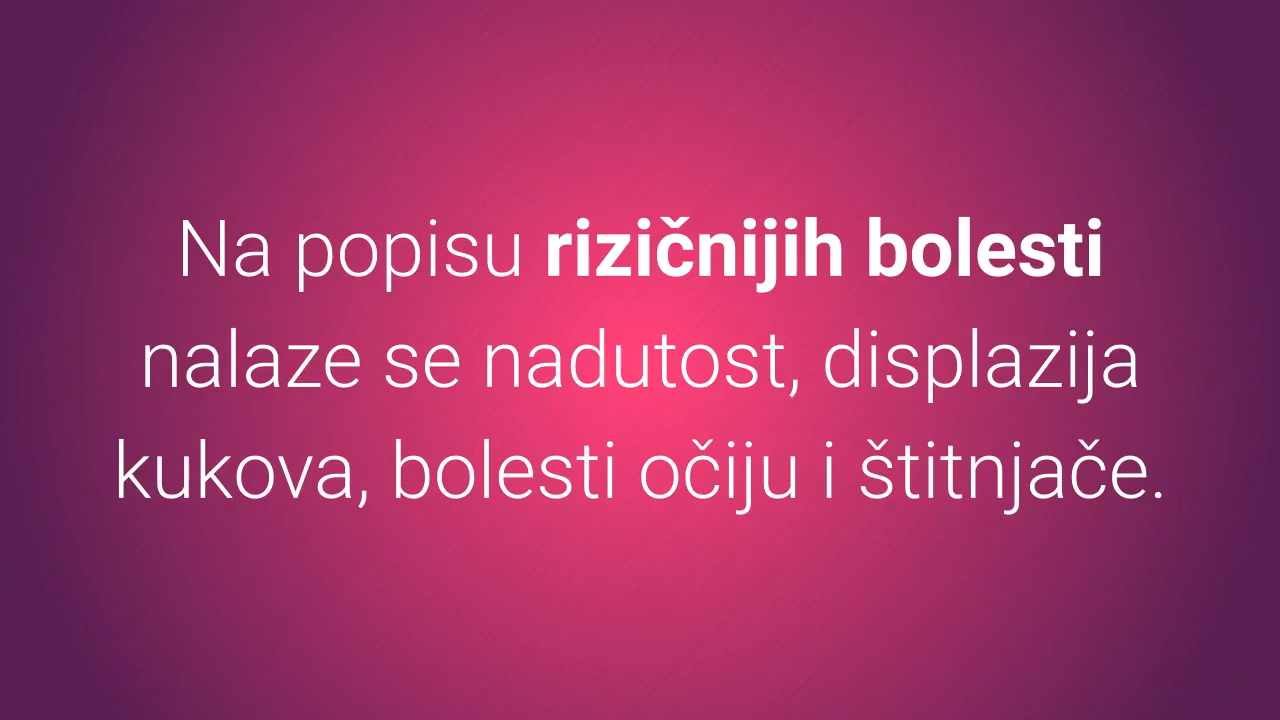 Na popisu rizičnijih bolesti
nalaze se nadutost, displazija
kukova, bolesti očiju i štitnjače.